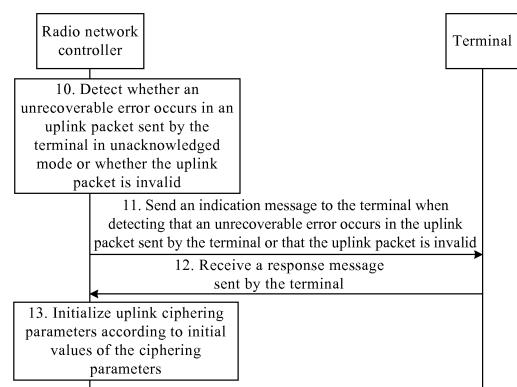 Radio network
controller
Terminal
10. Detect whether an
unrecoverable error occurs in an
uplink packet sent by the
terminal in unacknowledged
mode or whether the uplink
packet is invalid
11. Send an indication message to the terminal when
detecting that an unrecoverable error occurs in the uplink
packet sent by the terminal or that the uplink packet is invalid
12. Receive a response message
sent by the terminal
13. Initialize uplink ciphering
parameters according to initial
values of the ciphering
parameters